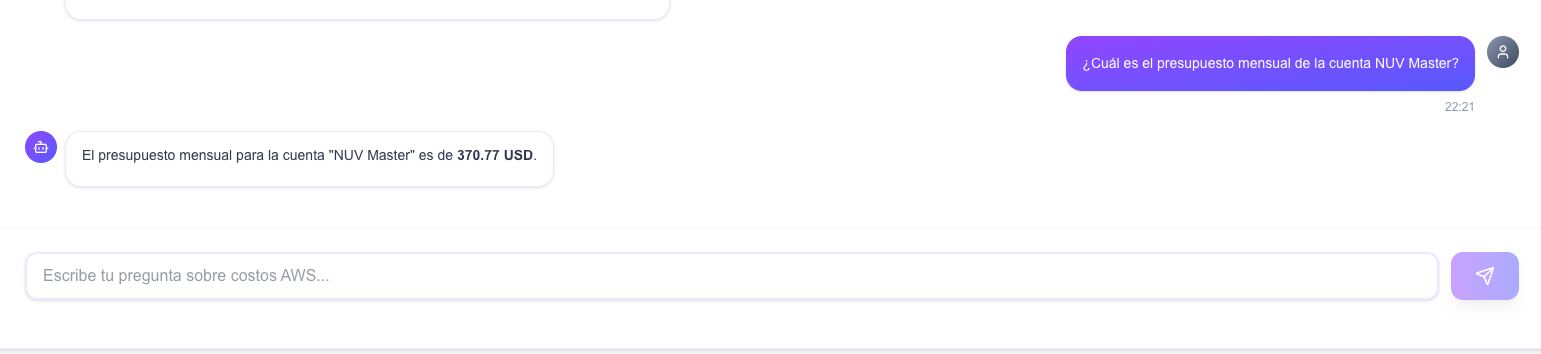 ¿Cuál es el presupuesto mensual de la cuenta NUV Master?
22:21
El presupuesto mensual para la cuenta "NUV Master" es de 370.77 USD.
Escribe tu pregunta sobre costos AWS...